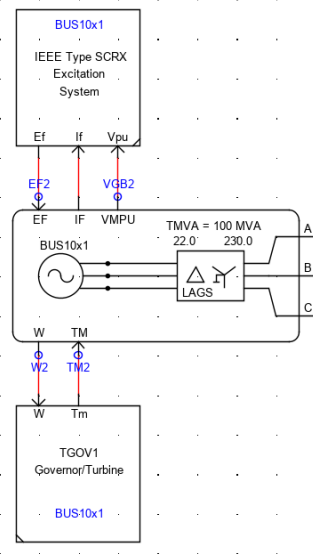 BUS10x1
IEEE Type SCRX
Excitation
System
Ef If Vpu
EF2 VGB2
EF IF VMPU
TMVA = 100 MVA
22.0 230.0
BUS10x1
LAGS
A
B
C
W TM
W2 TM2
W Tm
TGOV1
Governor/Turbine
BUS10x1